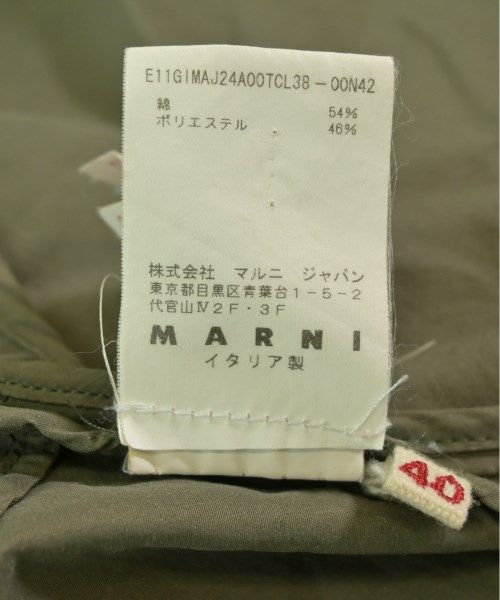 E11GIMAJ24A00TCL38-00N42
綿 54%
ポリエステル 46%
株式会社 マルニ ジャパン
東京都目黒区青葉台1-5-2
代官山Ⅳ2F・3F
MARNI
イタリア製
40